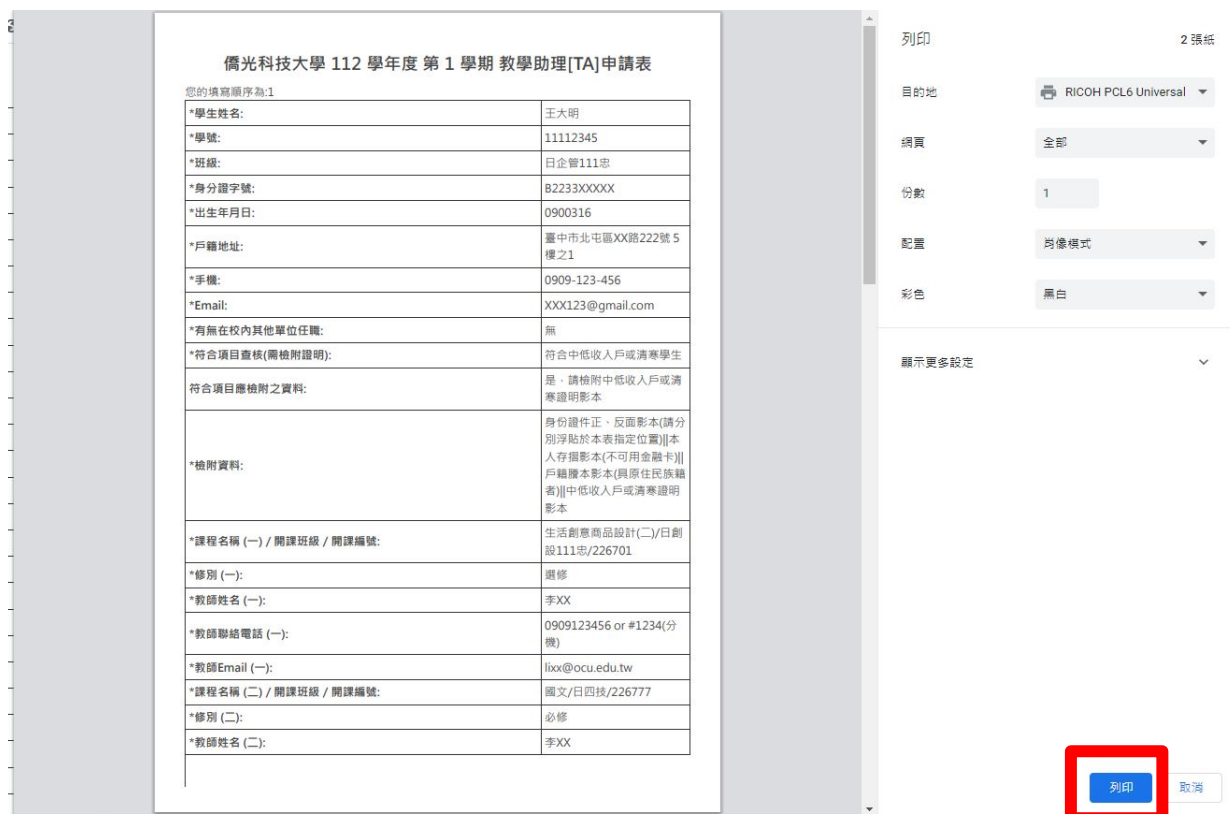 僑光科技大學 112 學年度 第 1 學期 教學助理[TA]申請表
您的填寫順序為:1
*學生姓名: 王大明
*學號: 11112345
*班級: 日企管111忠
*身分證字號: B2233XXXXX
*出生年月日: 0900316
*戶籍地址: 臺中市北屯區XX路222號 5
樓之1
*手機: 0909-123-456
*Email: XXX123@gmail.com
*有無在校內其他單位任職: 無
*符合項目查核(需檢附證明): 符合中低收入戶或清寒學生
符合項目應檢附之資料: 是，請檢附中低收入戶或清
寒證明影本
*檢附資料: 身份證件正、反面影本(請分
別浮貼於本表指定位置)||本
人存摺影本(不可用金融卡)||
戶籍謄本影本(具原住民族籍
者)||中低收入戶或清寒證明
影本
*課程名稱 (一) / 開課班級 / 開課編號: 生活創意商品設計(二)/日創
設111忠/226701
*修別 (一): 選修
*教師姓名 (一): 李XX
*教師聯絡電話 (一): 0909123456 or #1234(分
機)
*教師Email (一): lixx@ocu.edu.tw
*課程名稱 (二) / 開課班級 / 開課編號: 國文/日四技/226777
*修別 (二): 必修
*教師姓名 (二): 李XX
列印 2 張紙
目的地 RICOH PCL6 Universal
網頁 全部
份數 1
配置 肖像模式
彩色 黑白
顯示更多設定
列印 取消